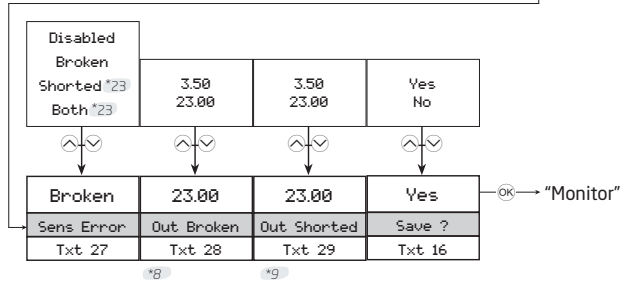 Disabled
Broken
Shorted *23
Both *23
3.50
23.00
3.50
23.00
Yes
No
Broken
23.00
23.00
Yes
OK
"Monitor"
Sens Error
Out Broken
Out Shorted
Save ?
Txt 27
Txt 28
Txt 29
Txt 16
*8
*9